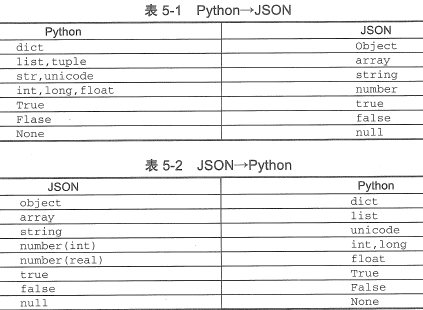 表 5-1 Python→JSON
Python JSON
dict Object
list,tuple array
str,unicode string
int,long,float number
True true
Flase false
None null
表 5-2 JSON→Python
JSON Python
object dict
array list
string unicode
number(int) int,long
number(real) float
true True
false False
null None